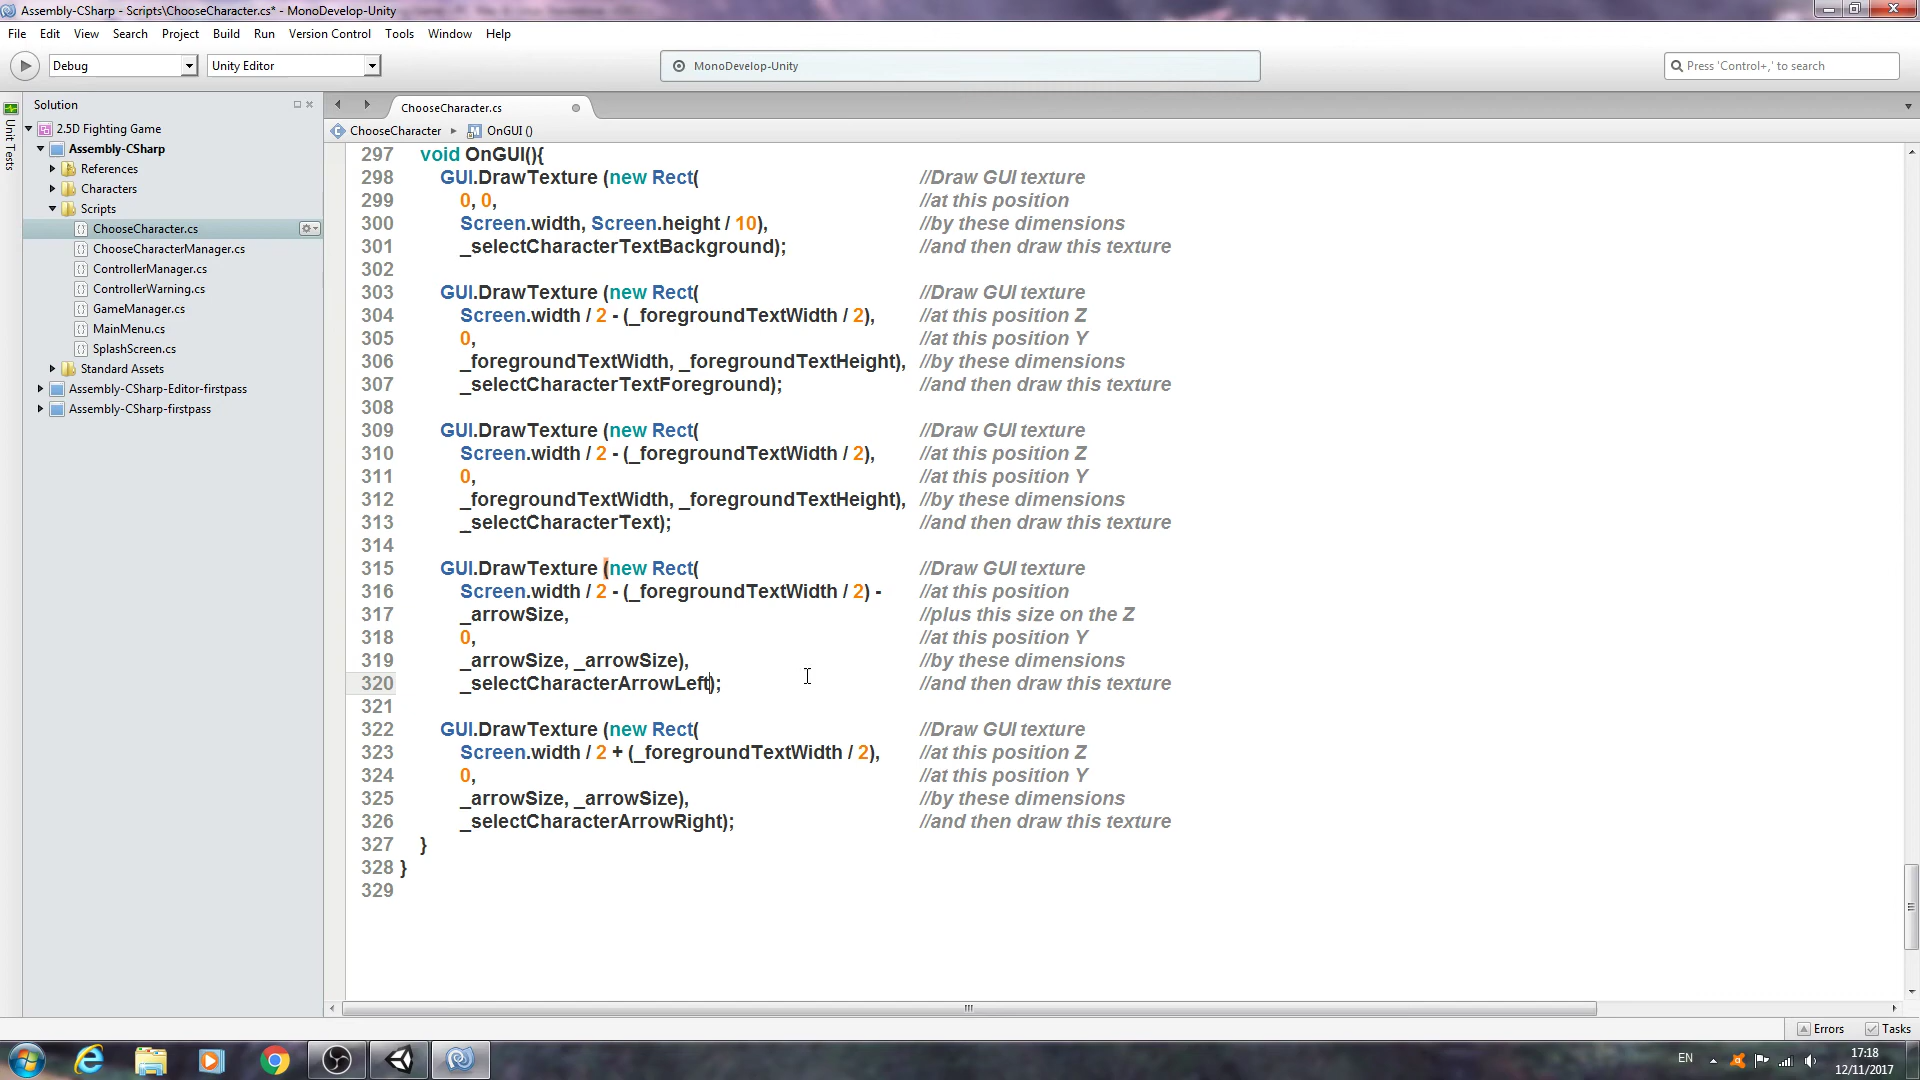 Assembly-CSharp - Scripts\ChooseCharacter.cs* - MonoDevelop-Unity
File Edit View Search Project Build Run Version Control Tools Window Help
Debug Unity Editor MonoDevelop-Unity Press 'Control+,' to search
Unit Tests
Solution
2.5D Fighting Game
Assembly-CSharp
References
Characters
Scripts
ChooseCharacter.cs
ChooseCharacterManager.cs
ControllerManager.cs
ControllerWarning.cs
GameManager.cs
MainMenu.cs
SplashScreen.cs
Standard Assets
Assembly-CSharp-Editor-firstpass
Assembly-CSharp-firstpass
ChooseCharacter.cs
ChooseCharacter OnGUI ()
297 void OnGUI(){
298 GUI.DrawTexture (new Rect( //Draw GUI texture
299 0, 0, //at this position
300 Screen.width, Screen.height / 10), //by these dimensions
301 _selectCharacterTextBackground); //and then draw this texture
302
303 GUI.DrawTexture (new Rect( //Draw GUI texture
304 Screen.width / 2 - (_foregroundTextWidth / 2), //at this position Z
305 0, //at this position Y
306 _foregroundTextWidth, _foregroundTextHeight), //by these dimensions
307 _selectCharacterTextForeground); //and then draw this texture
308
309 GUI.DrawTexture (new Rect( //Draw GUI texture
310 Screen.width / 2 - (_foregroundTextWidth / 2), //at this position Z
311 0, //at this position Y
312 _foregroundTextWidth, _foregroundTextHeight), //by these dimensions
313 _selectCharacterText); //and then draw this texture
314
315 GUI.DrawTexture (new Rect( //Draw GUI texture
316 Screen.width / 2 - (_foregroundTextWidth / 2) - //at this position
317 _arrowSize, //plus this size on the Z
318 0, //at this position Y
319 _arrowSize, _arrowSize), //by these dimensions
320 _selectCharacterArrowLeft); //and then draw this texture
321
322 GUI.DrawTexture (new Rect( //Draw GUI texture
323 Screen.width / 2 + (_foregroundTextWidth / 2), //at this position Z
324 0, //at this position Y
325 _arrowSize, _arrowSize), //by these dimensions
326 _selectCharacterArrowRight); //and then draw this texture
327 }
328 }
329
Errors Tasks
EN 17:18
12/11/2017